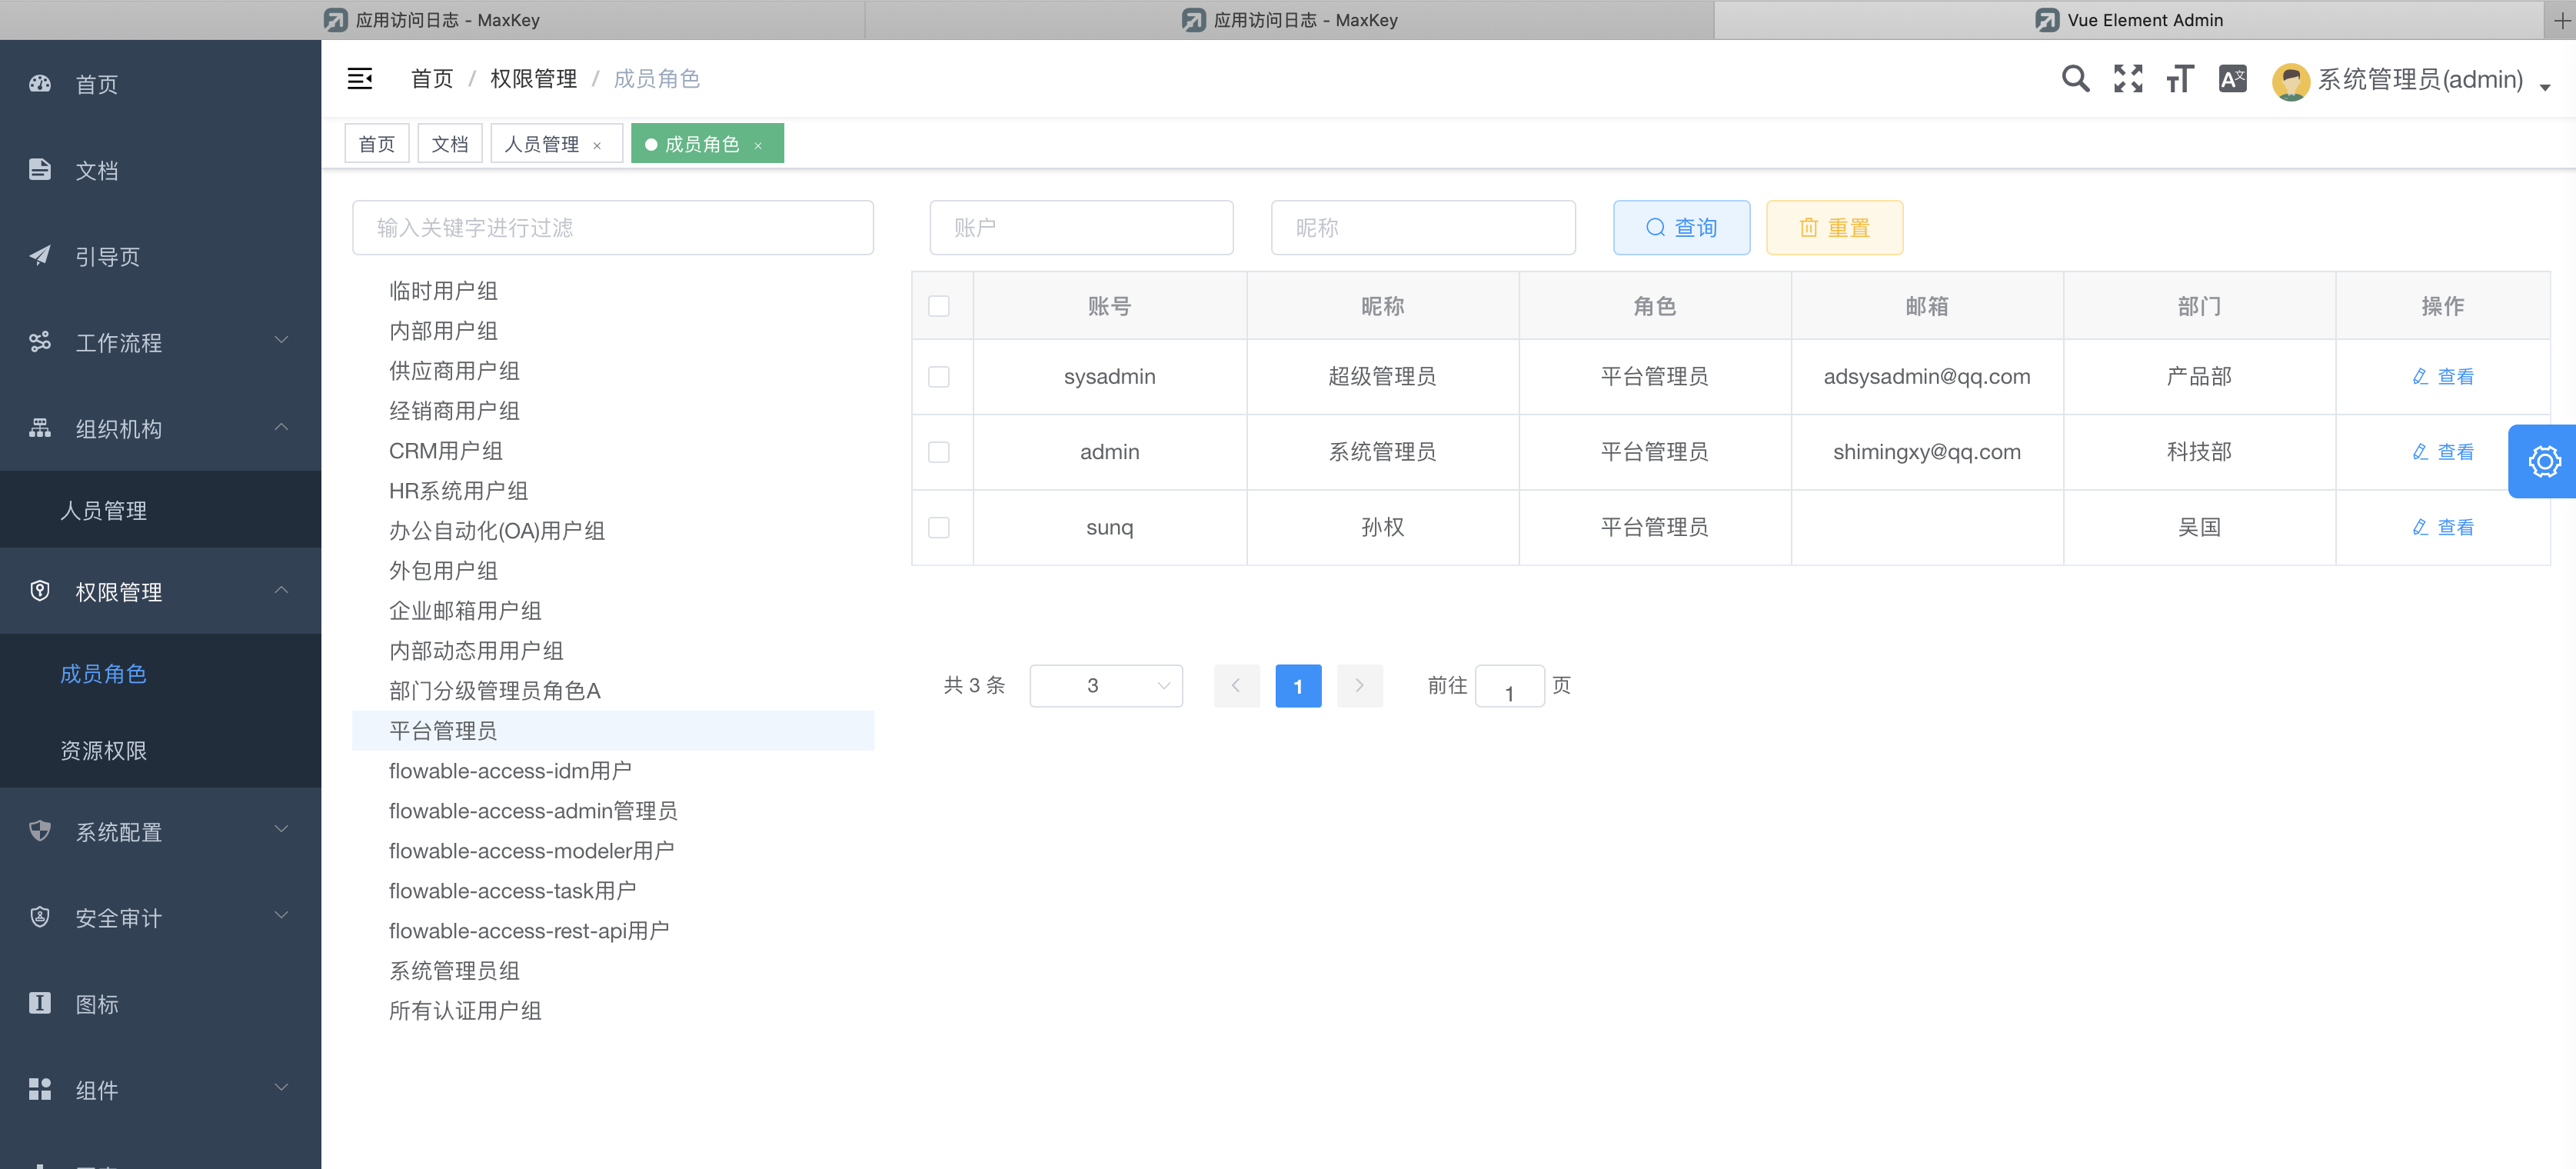 应用访问日志 - MaxKey
应用访问日志 - MaxKey
Vue Element Admin
首页
文档
引导页
工作流程
组织机构
人员管理
权限管理
成员角色
资源权限
系统配置
安全审计
图标
组件
首页 / 权限管理 / 成员角色
系统管理员(admin)
首页
文档
人员管理 ×
成员角色 ×
输入关键字进行过滤
临时用户组
内部用户组
供应商用户组
经销商用户组
CRM用户组
HR系统用户组
办公自动化(OA)用户组
外包用户组
企业邮箱用户组
内部动态用用户组
部门分级管理员角色A
平台管理员
flowable-access-idm用户
flowable-access-admin管理员
flowable-access-modeler用户
flowable-access-task用户
flowable-access-rest-api用户
系统管理员组
所有认证用户组
账户
昵称
查询
重置
账号 昵称 角色 邮箱 部门 操作
sysadmin 超级管理员 平台管理员 adsysadmin@qq.com 产品部 查看
admin 系统管理员 平台管理员 shimingxy@qq.com 科技部 查看
sunq 孙权 平台管理员 吴国 查看
共 3 条 3 1 前往 1 页